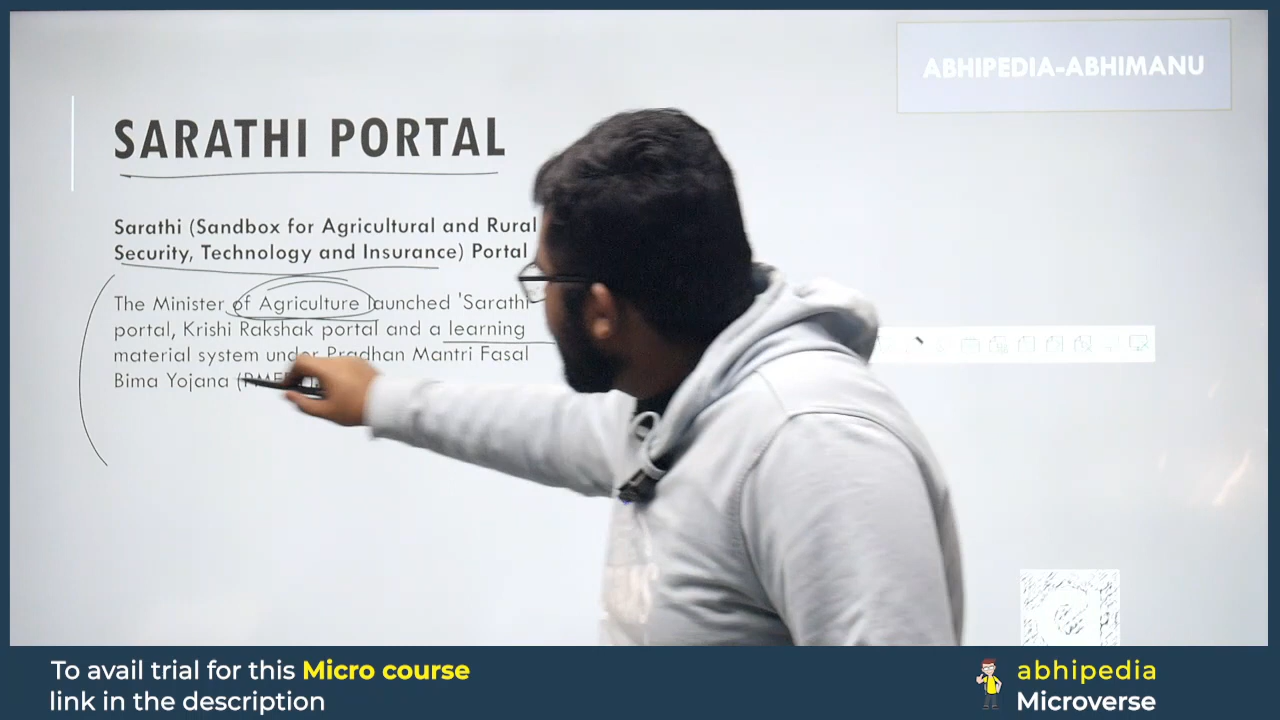 ABHIPEDIA-ABHIMANU
SARATHI PORTAL
Sarathi (Sandbox for Agricultural and Rural
Security, Technology and Insurance) Portal
The Minister of Agriculture launched 'Sarathi
portal, Krishi Rakshak portal and a learning
material system under Pradhan Mantri Fasal
Bima Yojana
To avail trial for this Micro course
link in the description
abhipedia
Microverse